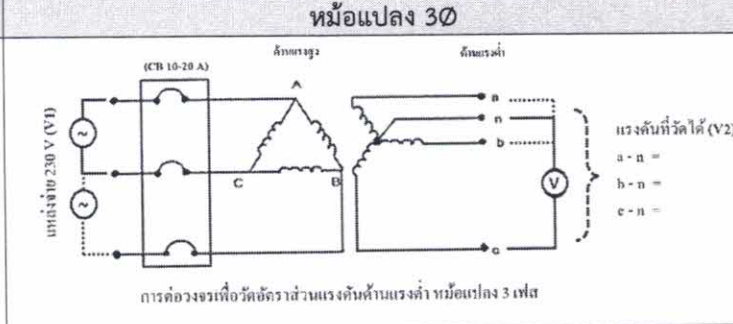 หม้อแปลง 3Ø
ด้านแรงสูง
ด้านแรงต่ำ
(CB 10-20 A)
แหล่งจ่าย 230 V (V1)
A
C
B
a
n
b
c
V
แรงดันที่วัดได้ (V2)
a - n =
b - n =
c - n =
การต่อวงจรเพื่อวัดอัตราส่วนแรงดันด้านแรงต่ำ หม้อแปลง 3 เฟส